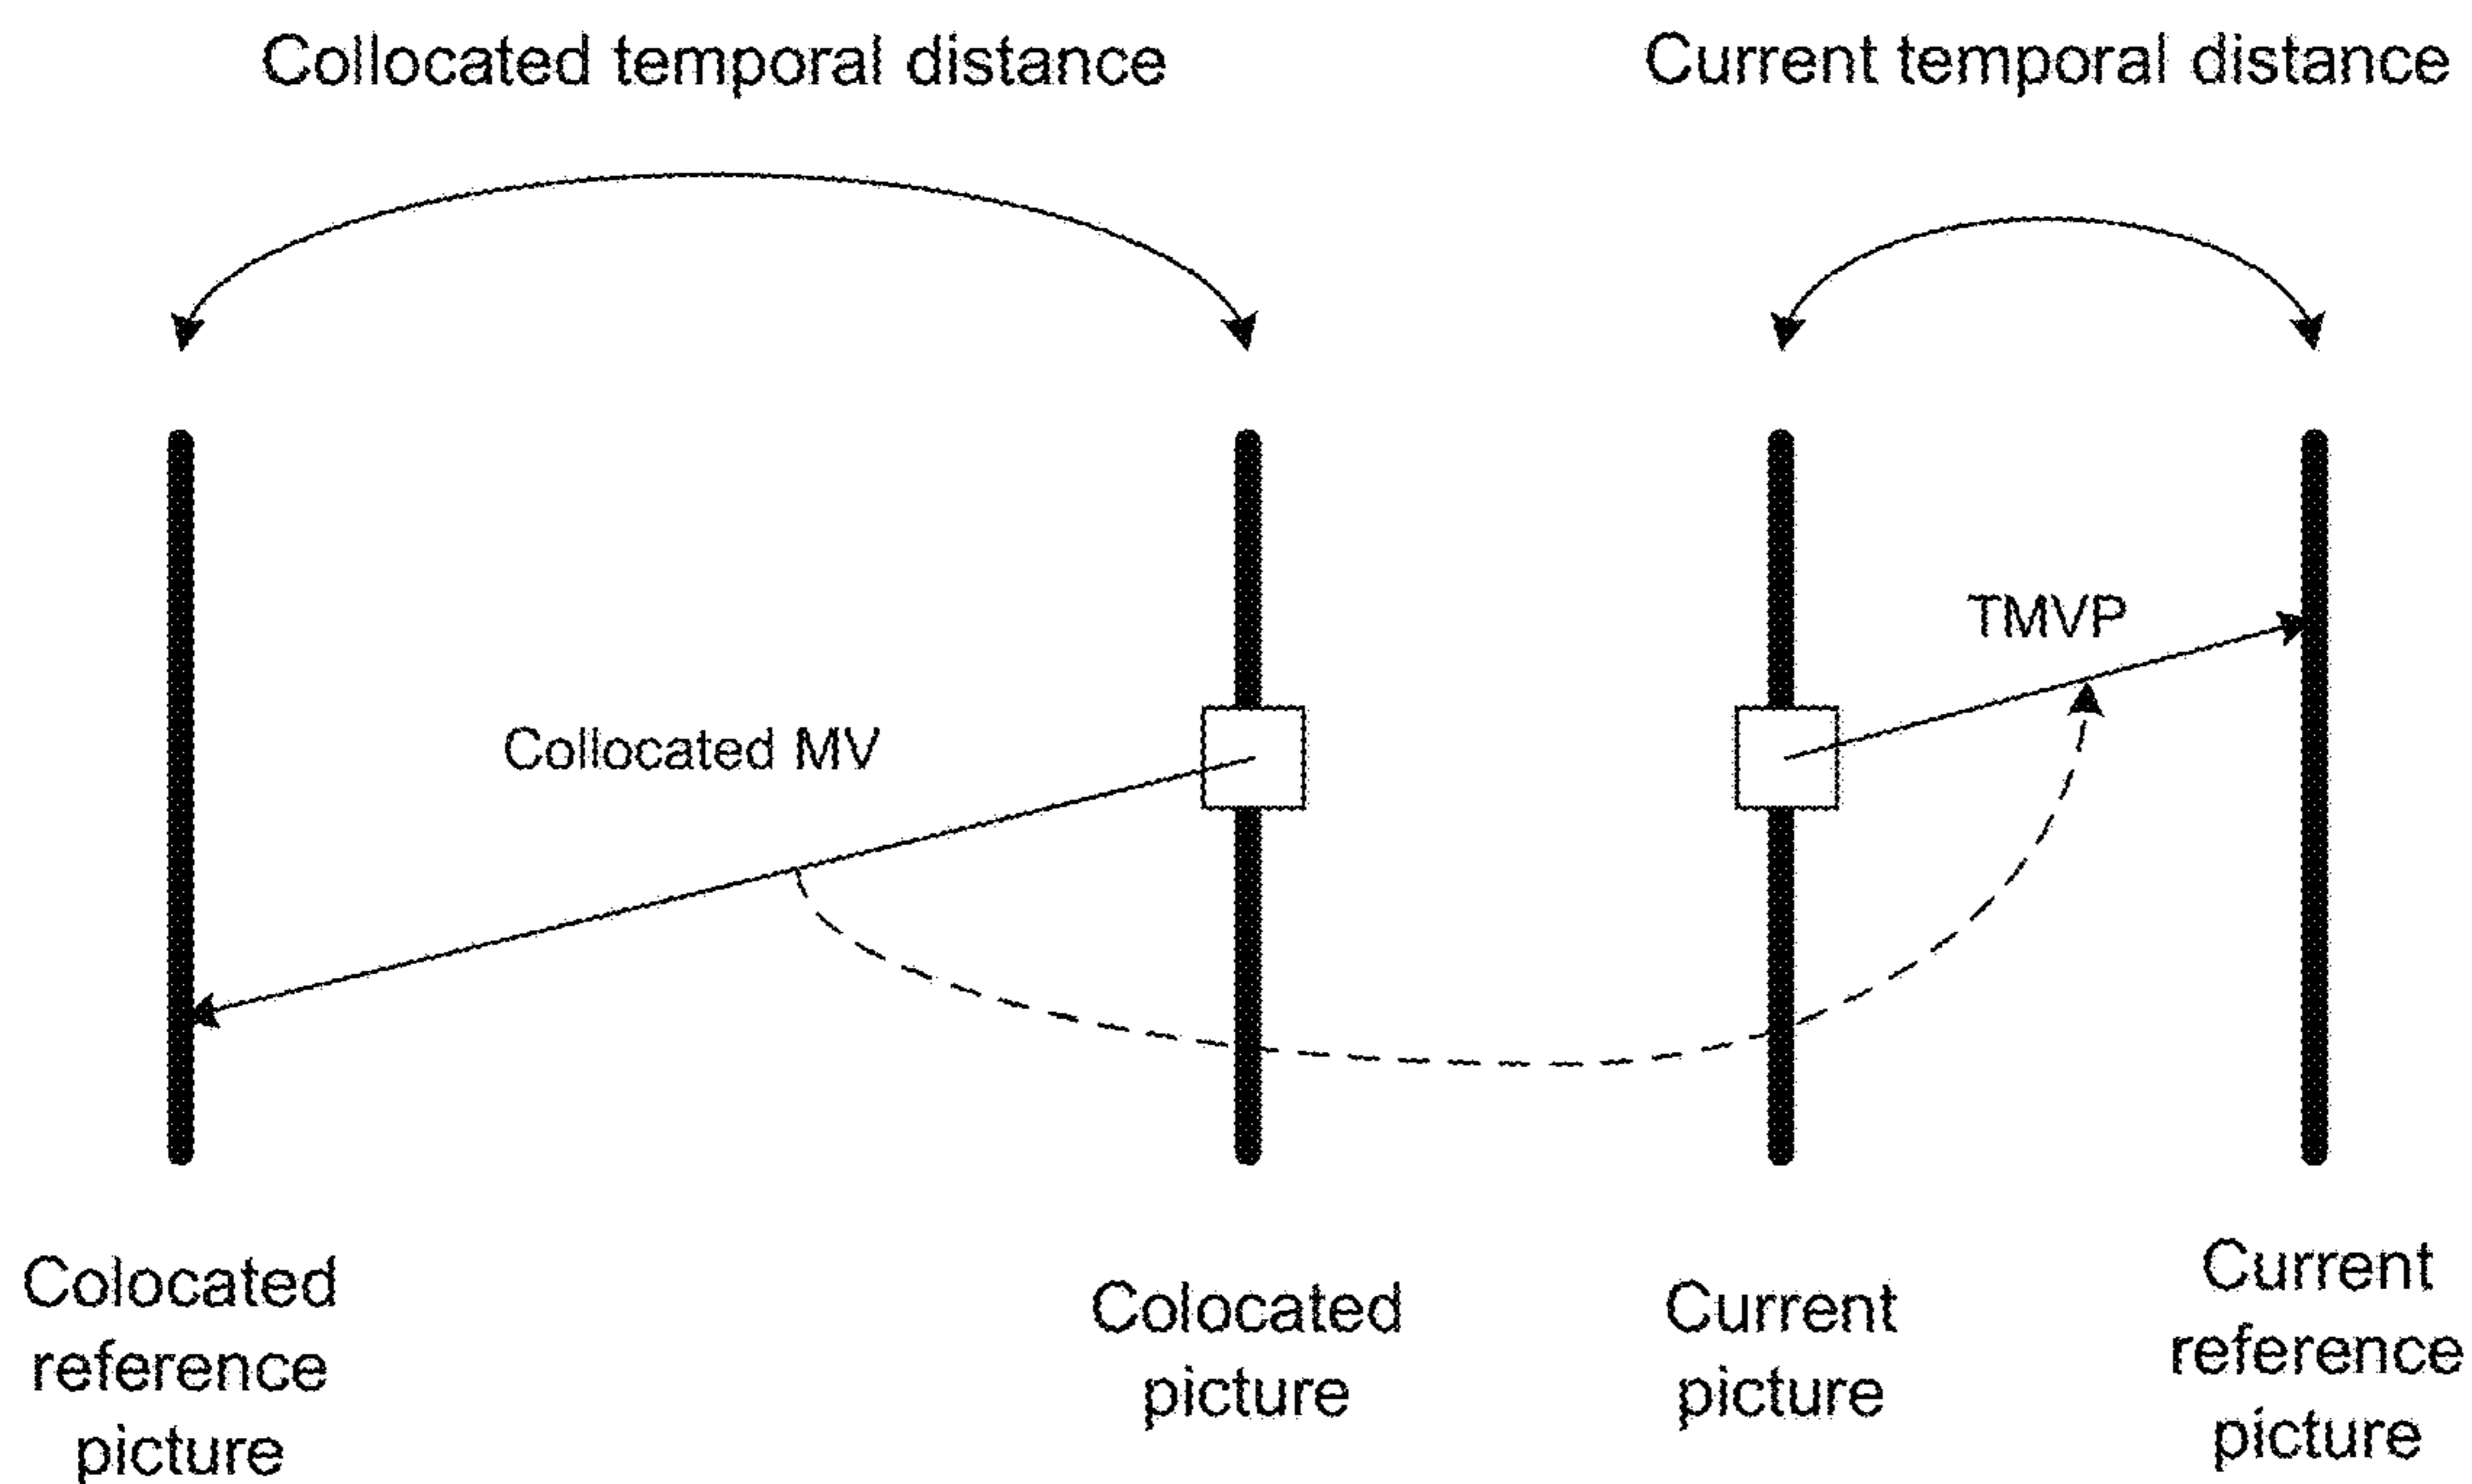 Collocated temporal distance
Current temporal distance
TMVP
Collocated MV
Colocated
reference
picture
Colocated
picture
Current
picture
Current
reference
picture